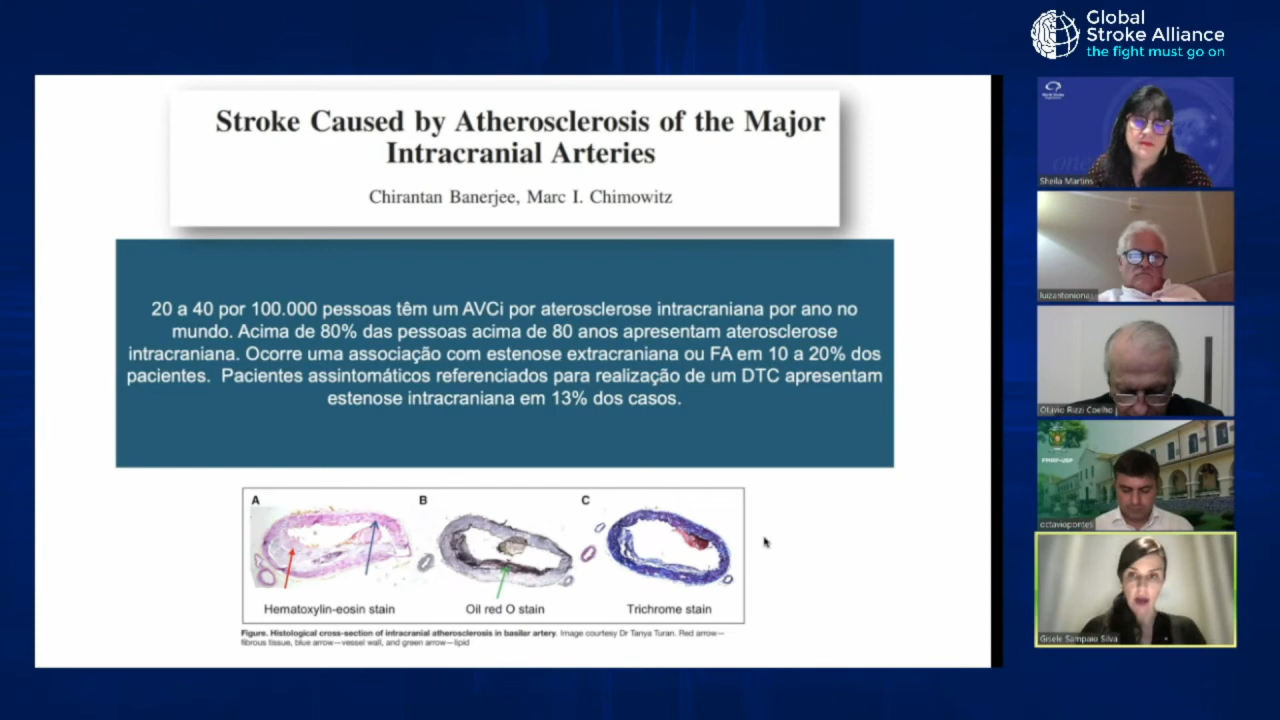 Global
Stroke Alliance
the fight must go on
Stroke Caused by Atherosclerosis of the Major
Intracranial Arteries
Chirantan Banerjee, Marc I. Chimowitz
20 a 40 por 100.000 pessoas têm um AVCi por aterosclerose intracraniana por ano no
mundo. Acima de 80% das pessoas acima de 80 anos apresentam aterosclerose
intracraniana. Ocorre uma associação com estenose extracraniana ou FA em 10 a 20% dos
pacientes. Pacientes assintomáticos referenciados para realização de um DTC apresentam
estenose intracraniana em 13% dos casos.
A B C
Hematoxylin-eosin stain Oil red O stain Trichrome stain
Figure. Histological cross-section of intracranial atherosclerosis in basilar artery. Image courtesy Dr Tanya Turan. Red arrow—
fibrous tissue, blue arrow—vessel wall, and green arrow—lipid
Sheila Martins
luizantoniona
Otávio Rizzi Coelho
FMRP-USP
octaviopontes
Gisele Sampaio Silva